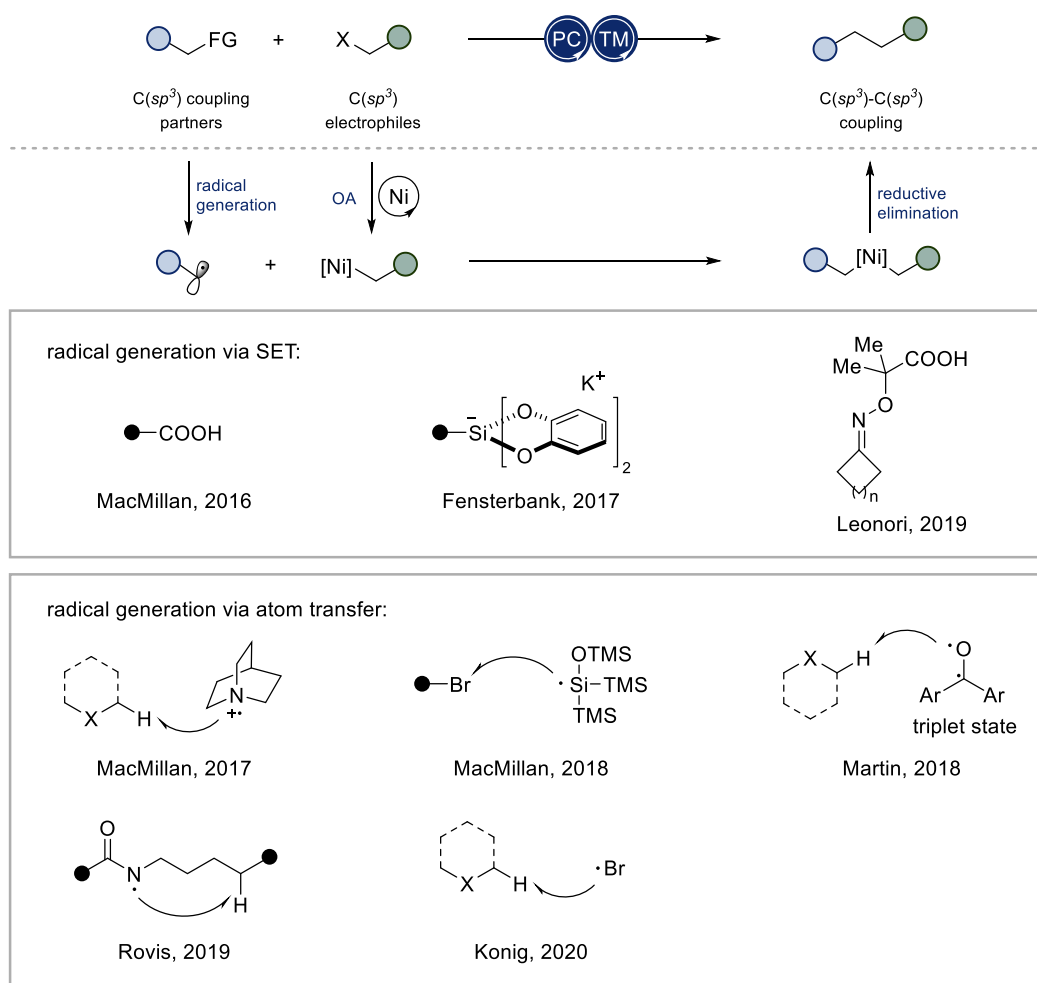 FG + X PC TM
C(sp³) coupling partners
C(sp³) electrophiles
C(sp³)-C(sp³) coupling
radical generation
OA Ni
reductive elimination
+ [Ni] [Ni]
radical generation via SET:
COOH
MacMillan, 2016
K+
− Si O O 2
Fensterbank, 2017
Me
Me COOH
O
N
( )n
Leonori, 2019
radical generation via atom transfer:
X H N +·
MacMillan, 2017
Br OTMS
·Si TMS
TMS
MacMillan, 2018
X H ·O
· Ar Ar
triplet state
Martin, 2018
O
N
· H
Rovis, 2019
X H ·Br
Konig, 2020